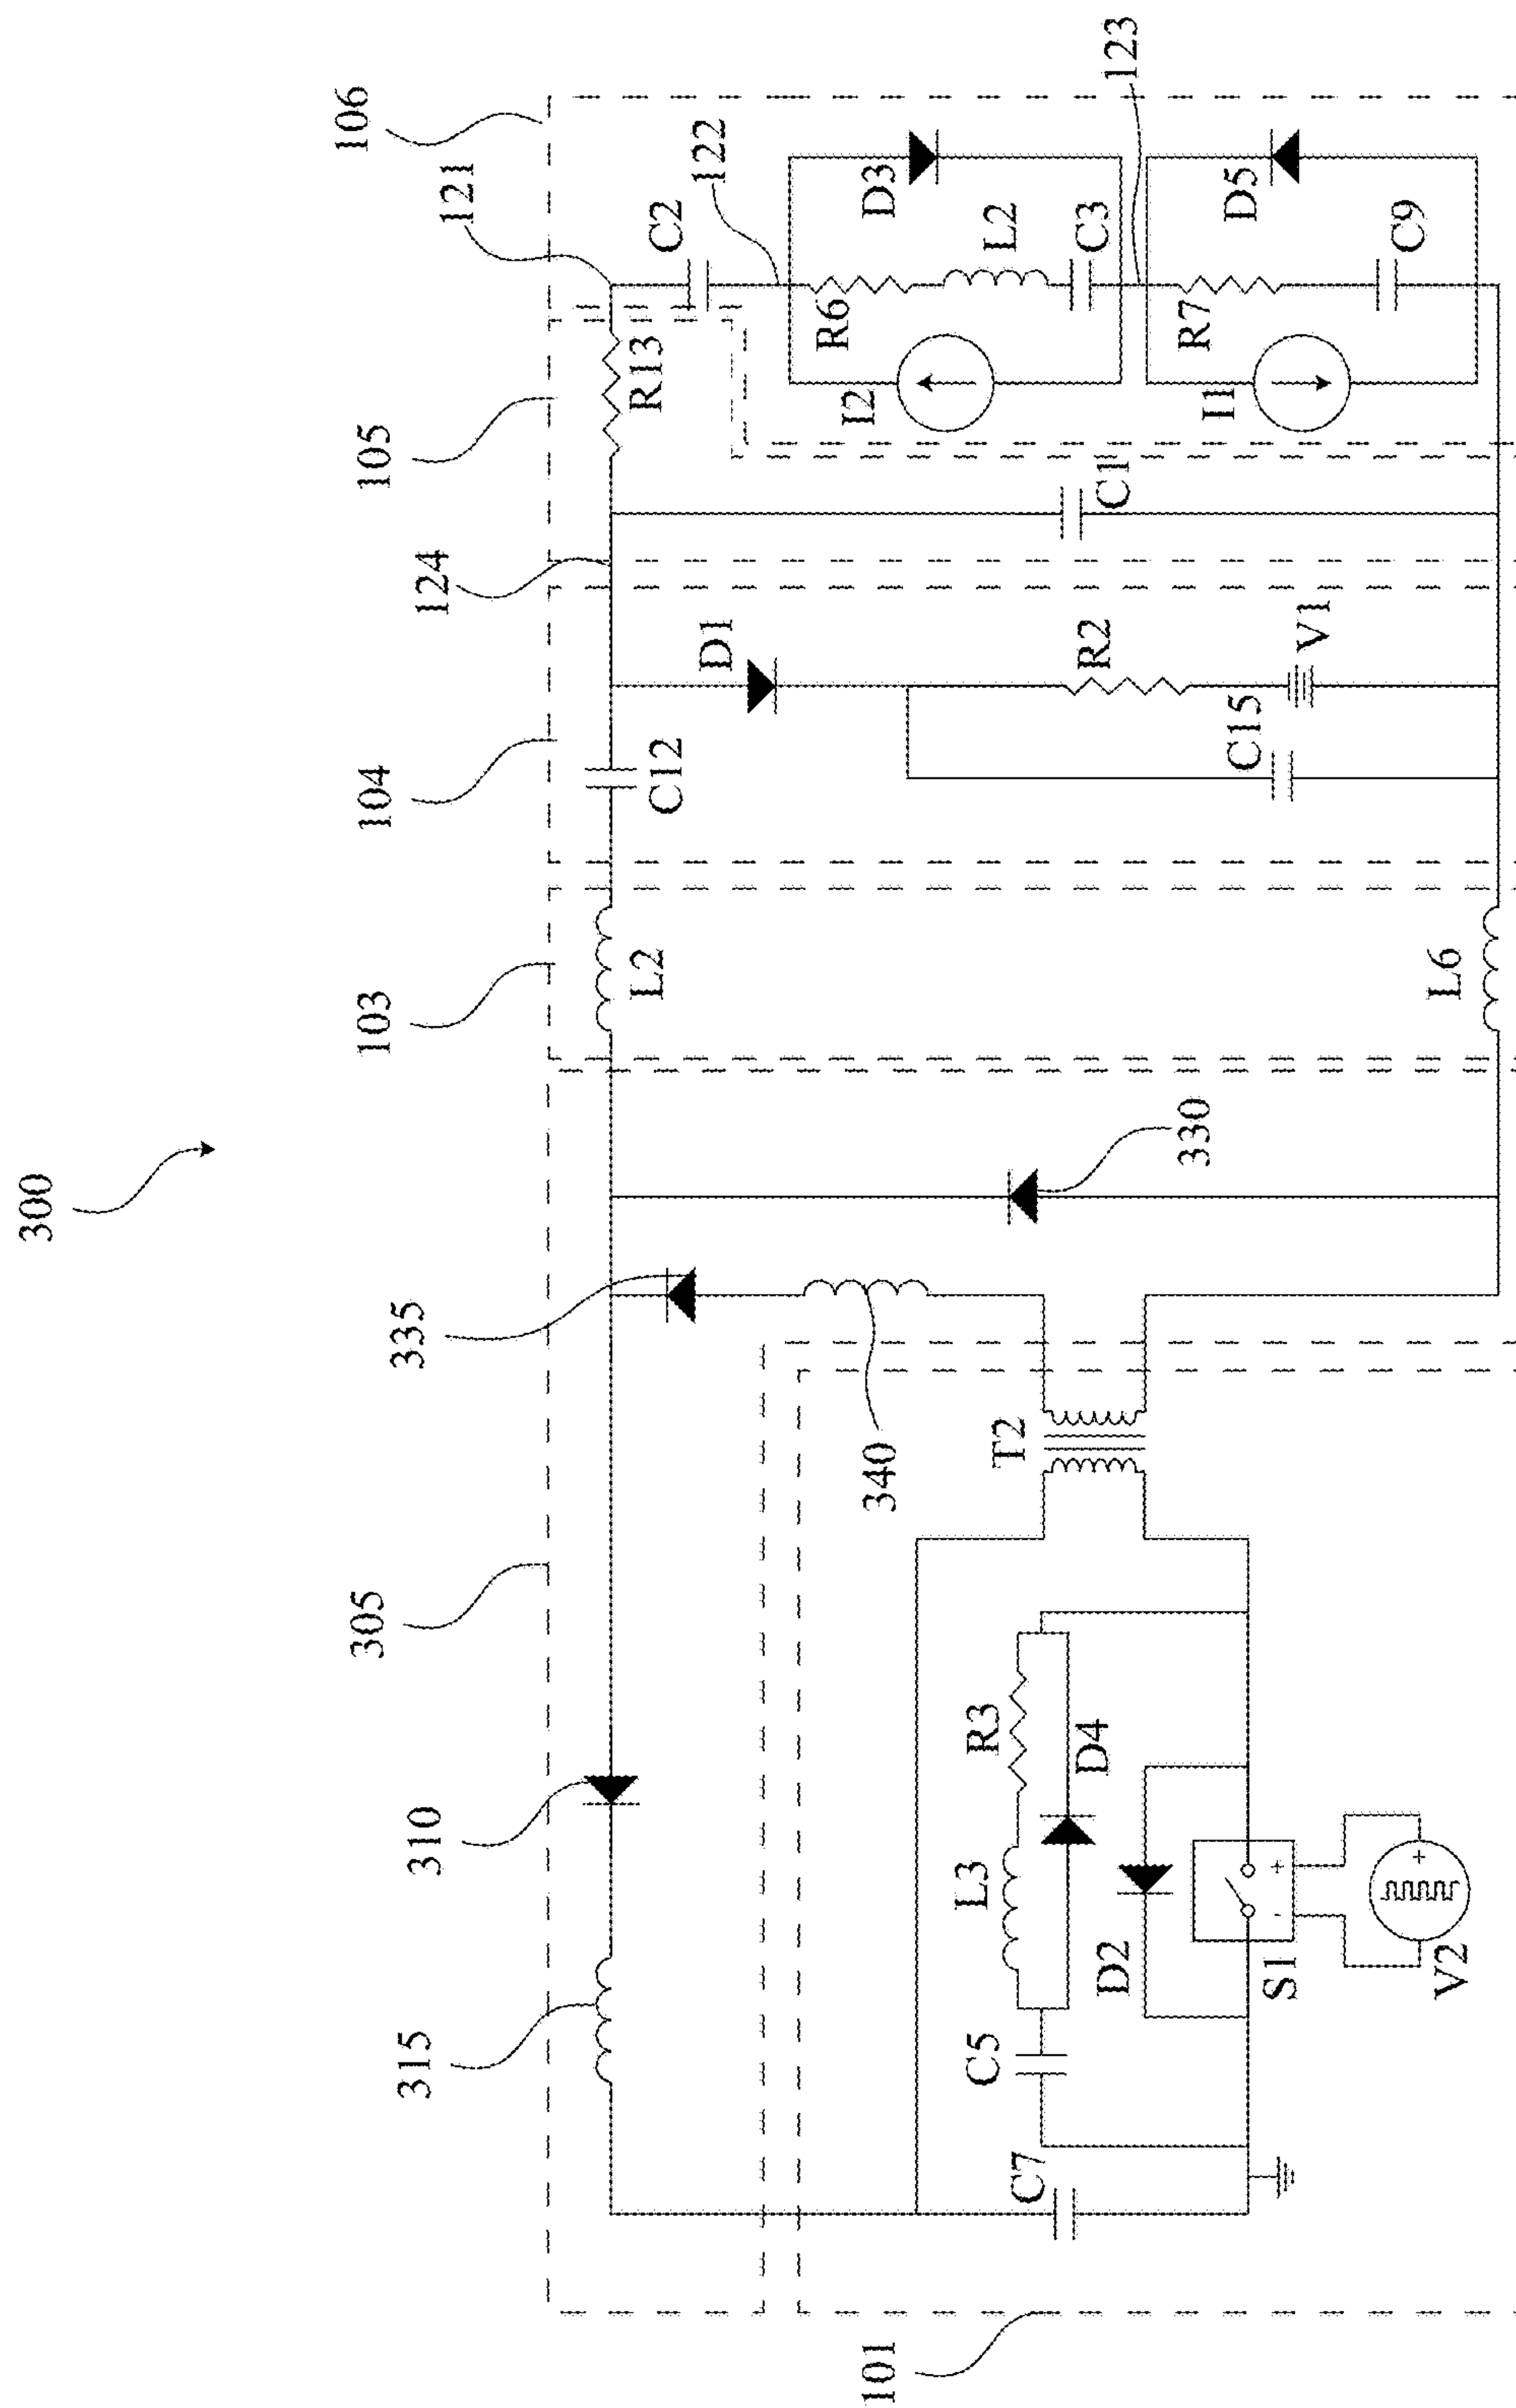 300
101
305
103
104
105
106
315
310
335
340
330
124
121
122
123
L2
C12
D1
R2
V1
C15
C1
R13
C2
R6
L2
C3
D3
I2
R7
C9
D5
I1
L6
T2
C7
C5
L3
R3
D4
D2
S1
- +
V2
+